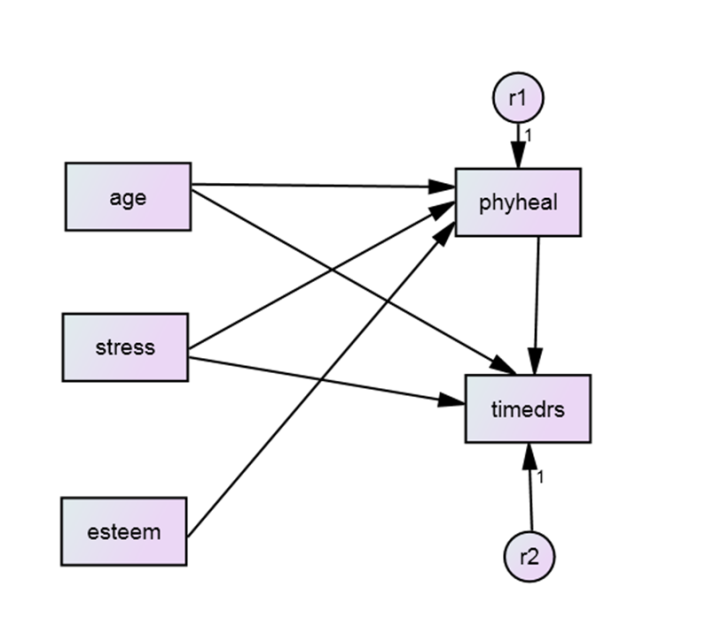 r1
1
age
phyheal
stress
timedrs
1
esteem
r2